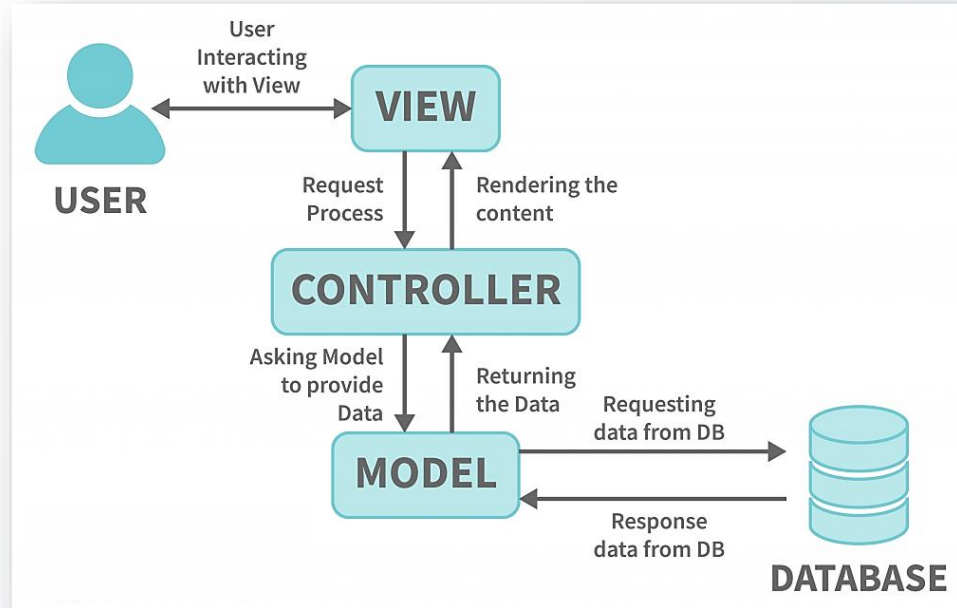 User
Interacting
with View
VIEW
USER
Request
Process
Rendering the
content
CONTROLLER
Asking Model
to provide
Data
Returning
the Data
Requesting
data from DB
MODEL
Response
data from DB
DATABASE